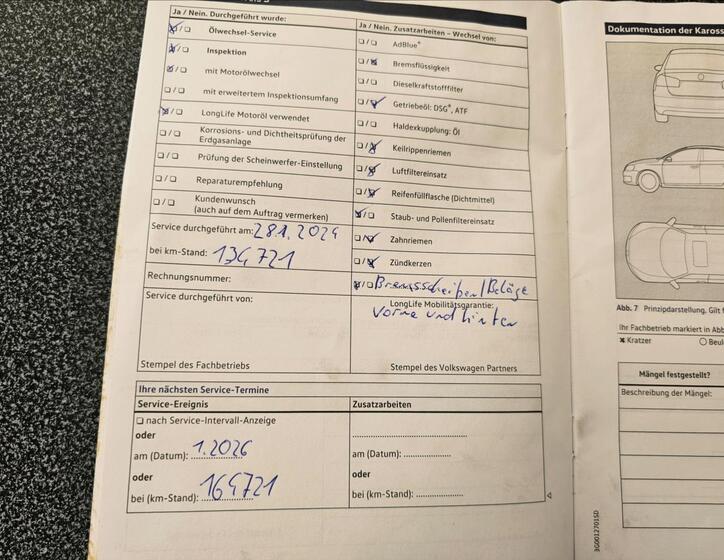 Ja / Nein. Durchgeführt wurde:
☒/☐ Ölwechsel-Service
☒/☐ Inspektion
☒/☐ mit Motorölwechsel
☐/☐ mit erweitertem Inspektionsumfang
☒/☐ LongLife Motoröl verwendet
☐/☐ Korrosions- und Dichtheitsprüfung der
Erdgasanlage
☐/☐ Prüfung der Scheinwerfer-Einstellung
☐/☐ Reparaturempfehlung
☐/☐ Kundenwunsch
(auch auf dem Auftrag vermerken)
Service durchgeführt am: 28.1.2024
bei km-Stand: 134721
Rechnungsnummer:
Service durchgeführt von:
Stempel des Fachbetriebs
Ja / Nein. Zusatzarbeiten – Wechsel von:
☐/☐ AdBlue®
☐/☒ Bremsflüssigkeit
☐/☐ Dieselkraftstofffilter
☐/☒ Getriebeöl: DSG®, ATF
☐/☐ Haldexkupplung: Öl
☐/☒ Keilrippenriemen
☐/☒ Luftfiltereinsatz
☐/☒ Reifenfüllflasche (Dichtmittel)
☒/☐ Staub- und Pollenfiltereinsatz
☐/☒ Zahnriemen
☐/☒ Zündkerzen
☒/☐ Bremsscheiben/Beläge
LongLife Mobilitätsgarantie:
Vorne und hinten
Stempel des Volkswagen Partners
Ihre nächsten Service-Termine
Service-Ereignis
☐ nach Service-Intervall-Anzeige
oder
am (Datum): 1.2026
oder
bei (km-Stand): 164721
Zusatzarbeiten
am (Datum):
oder
bei (km-Stand):
Dokumentation der Kaross
Abb. 7 Prinzipdarstellung. Gilt f
Ihr Fachbetrieb markiert in Abb
✖ Kratzer
○ Beul
Mängel festgestellt?
Beschreibung der Mängel:
3G0012701SD